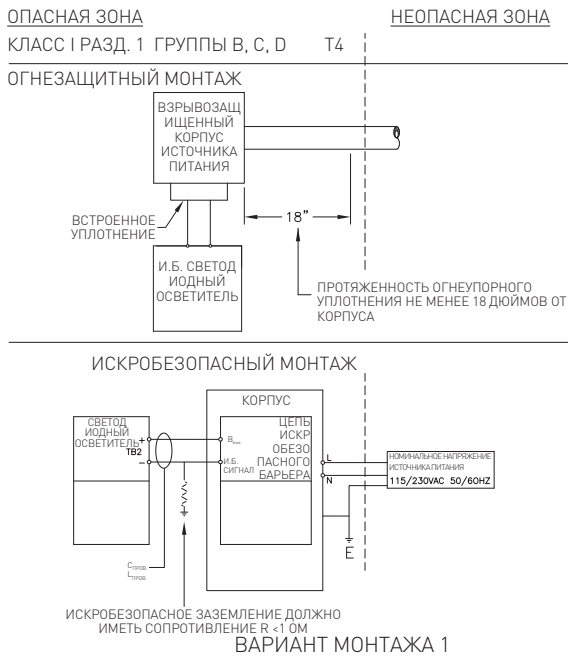 ОПАСНАЯ ЗОНА
НЕОПАСНАЯ ЗОНА
КЛАСС I РАЗД. 1 ГРУППЫ B, C, D T4
ОГНЕЗАЩИТНЫЙ МОНТАЖ
ВЗРЫВОЗАЩ
ИЩЕННЫЙ
КОРПУС
ИСТОЧНИКА
ПИТАНИЯ
ВСТРОЕННОЕ
УПЛОТНЕНИЕ
18"
И.Б. СВЕТОД
ИОДНЫЙ
ОСВЕТИТЕЛЬ
ПРОТЯЖЕННОСТЬ ОГНЕУПОРНОГО
УПЛОТНЕНИЯ НЕ МЕНЕЕ 18 ДЮЙМОВ ОТ
КОРПУСА
ИСКРОБЕЗОПАСНЫЙ МОНТАЖ
КОРПУС
СВЕТОД
ИОДНЫЙ
ОСВЕТИТЕЛЬ
+
TB2
−
Bвых.
И.Б.
СИГНАЛ
ЦЕПЬ
ИСКР
ОБЕЗО
ПАСНОГО
БАРЬЕРА
L
N
НОМИНАЛЬНОЕ НАПРЯЖЕНИЕ
ИСТОЧНИКА ПИТАНИЯ
115/230VAC 50/60HZ
E
CПРОВ.
LПРОВ.
ИСКРОБЕЗОПАСНОЕ ЗАЗЕМЛЕНИЕ ДОЛЖНО
ИМЕТЬ СОПРОТИВЛЕНИЕ R <1 ОМ
ВАРИАНТ МОНТАЖА 1